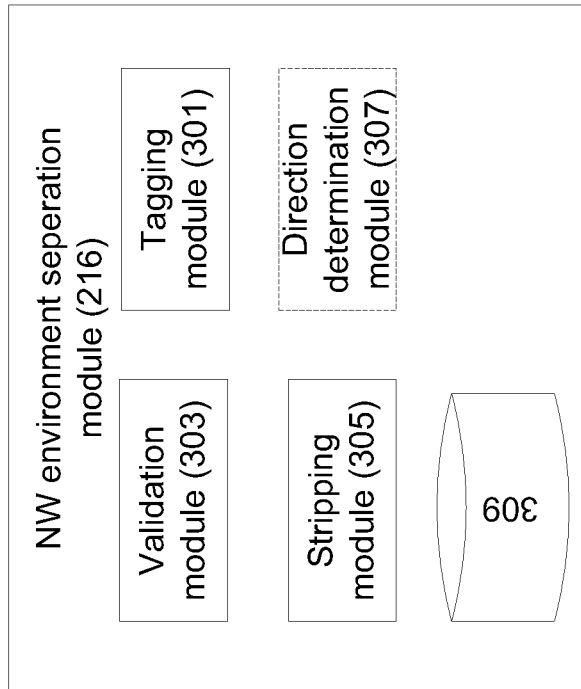 NW environment seperation
module (216)
Validation
module (303)
Tagging
module (301)
Stripping
module (305)
Direction
determination
module (307)
309